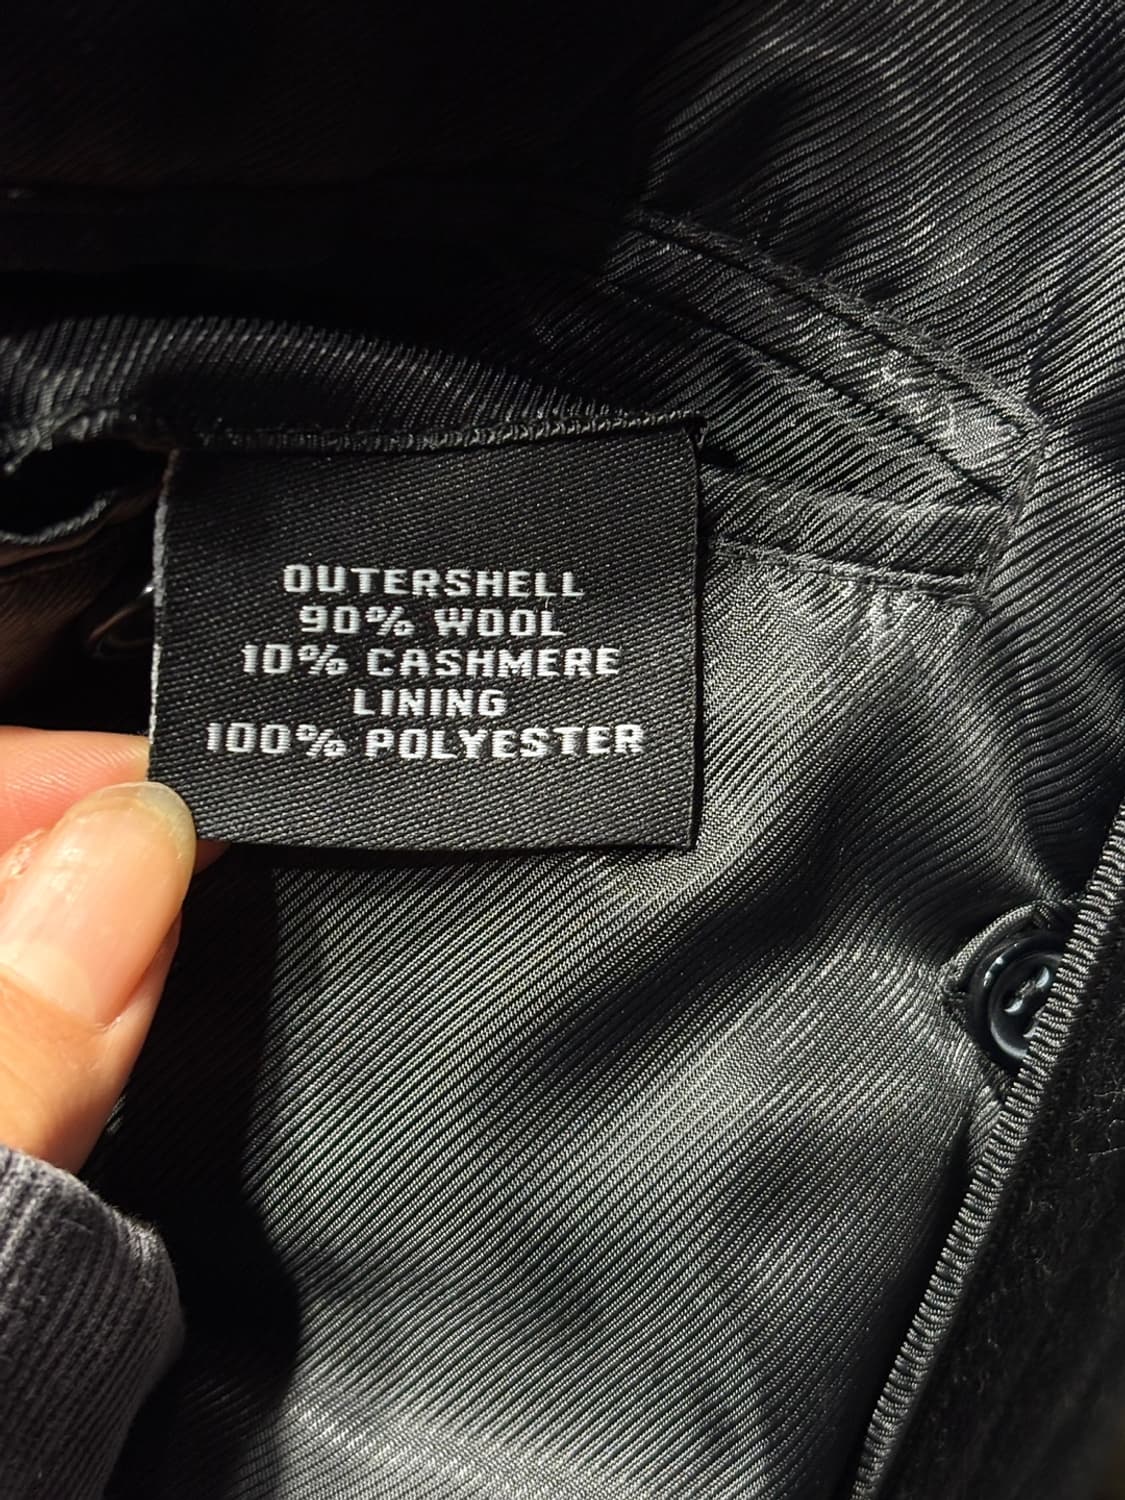 OUTERSHELL
90% WOOL
10% CASHMERE
LINING
100% POLYESTER